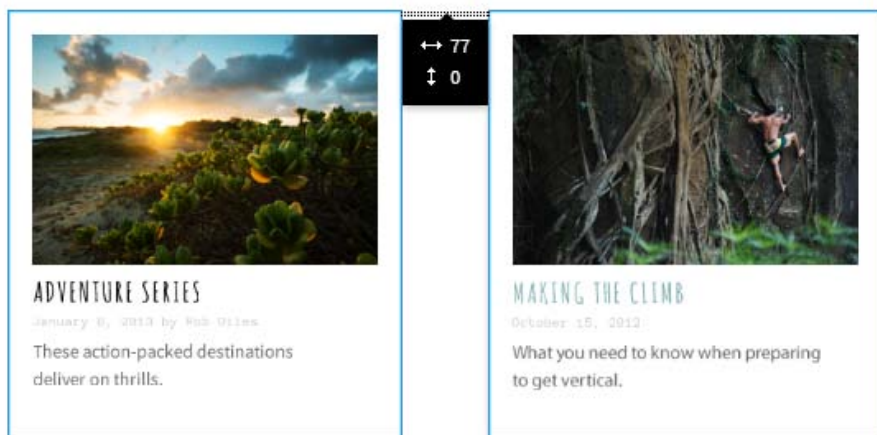 77
0
ADVENTURE SERIES
January 8, 2013 by Rob Giles
These action-packed destinations
deliver on thrills.
MAKING THE CLIMB
October 15, 2012
What you need to know when preparing
to get vertical.